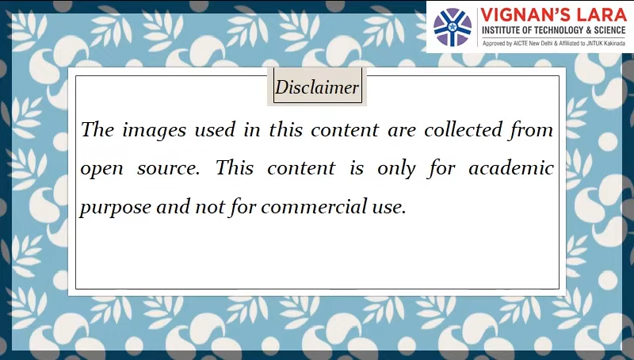 VIGNAN'S LARA
INSTITUTE OF TECHNOLOGY & SCIENCE
Approved by AICTE New Delhi & Affiliated to JNTUK Kakinada
Disclaimer
The images used in this content are collected from
open source. This content is only for academic
purpose and not for commercial use.